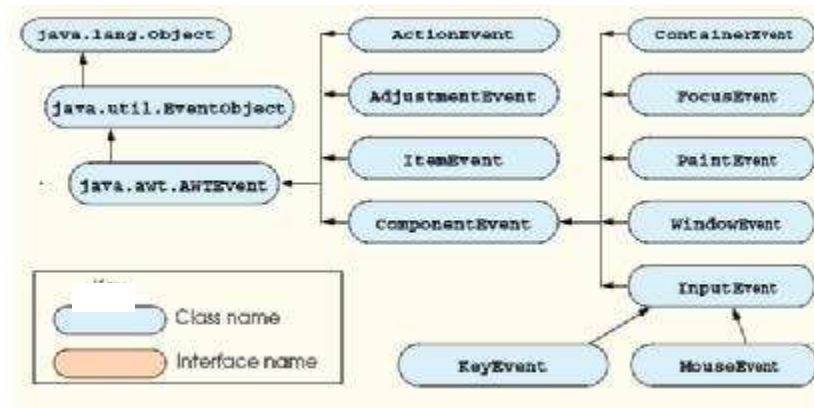 java.lang.Object
ActionEvent
ContainerEvent
java.util.EventObject
AdjustmentEvent
FocusEvent
java.awt.AWTEvent
ItemEvent
PaintEvent
ComponentEvent
WindowEvent
InputEvent
Class name
Interface name
KeyEvent
MouseEvent